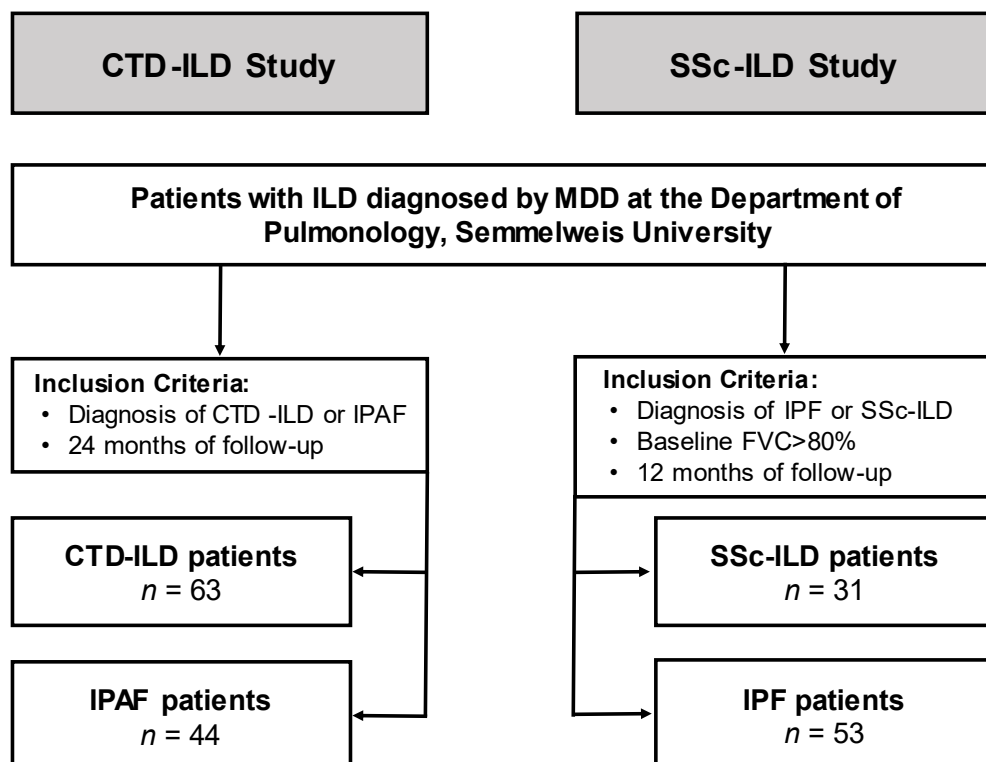 CTD-ILD Study
SSc-ILD Study
Patients with ILD diagnosed by MDD at the Department of
Pulmonology, Semmelweis University
Inclusion Criteria:
• Diagnosis of CTD -ILD or IPAF
• 24 months of follow-up
Inclusion Criteria:
• Diagnosis of IPF or SSc-ILD
• Baseline FVC>80%
• 12 months of follow-up
CTD-ILD patients
n = 63
SSc-ILD patients
n = 31
IPAF patients
n = 44
IPF patients
n = 53